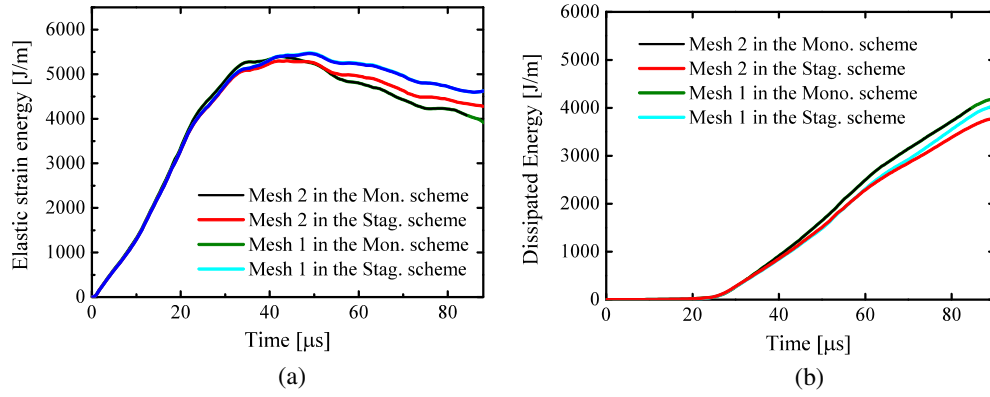 6000
5000
4000
3000
2000
1000
0
Elastic strain energy [J/m]
Mesh 2 in the Mon. scheme
Mesh 2 in the Stag. scheme
Mesh 1 in the Mon. scheme
Mesh 1 in the Stag. scheme
0 20 40 60 80
Time [μs]
(a)
6000
5000
4000
3000
2000
1000
0
Dissipated Energy [J/m]
Mesh 2 in the Mono. scheme
Mesh 2 in the Stag. scheme
Mesh 1 in the Mono. scheme
Mesh 1 in the Stag. scheme
0 20 40 60 80
Time [μs]
(b)